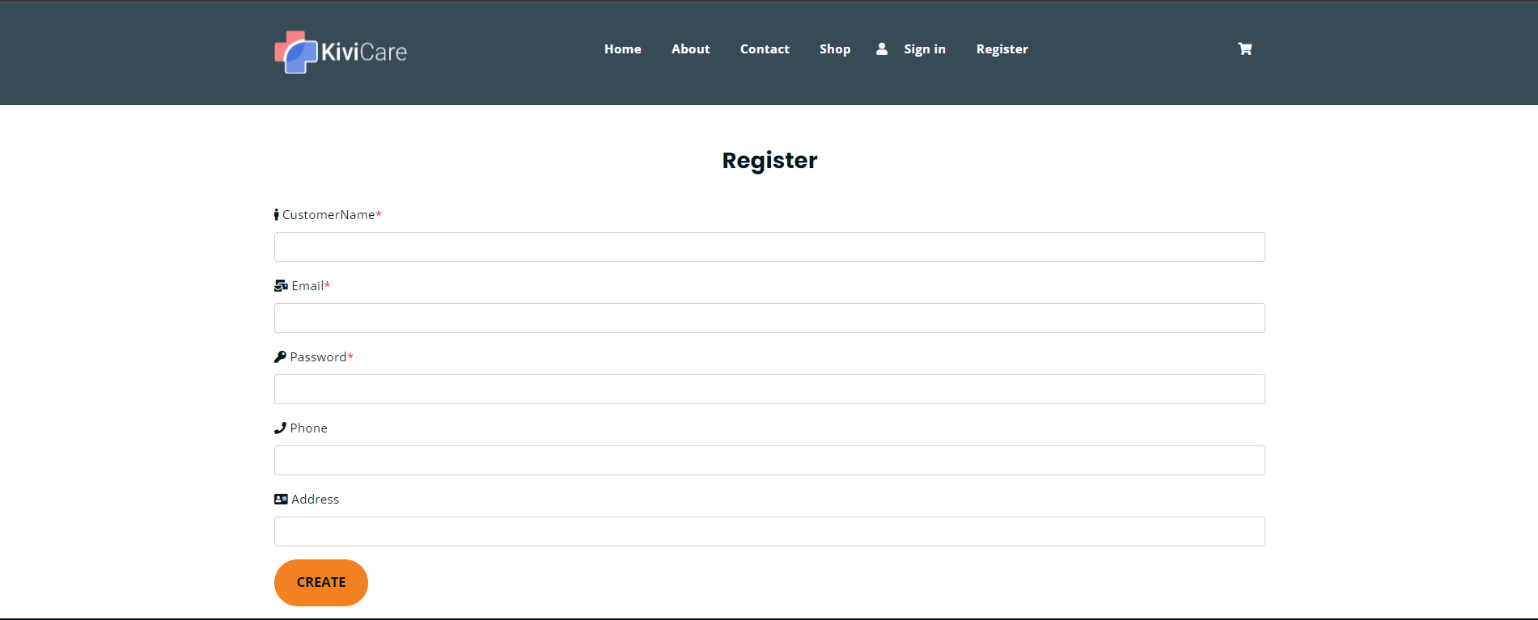 KiviCare
Home About Contact Shop Sign in Register
Register
CustomerName*
Email*
Password*
Phone
Address
CREATE